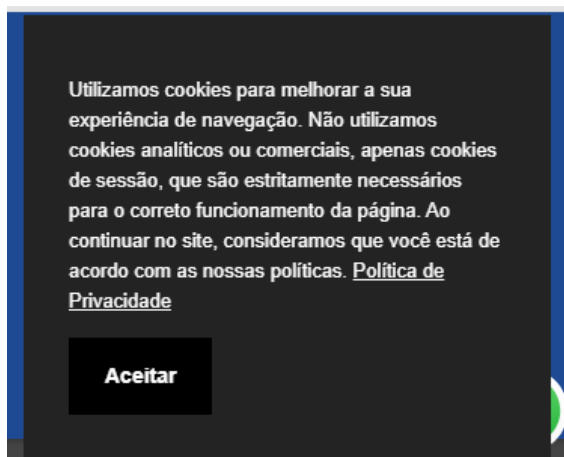 Utilizamos cookies para melhorar a sua
experiência de navegação. Não utilizamos
cookies analíticos ou comerciais, apenas cookies
de sessão, que são estritamente necessários
para o correto funcionamento da página. Ao
continuar no site, consideramos que você está de
acordo com as nossas políticas. Política de
Privacidade
Aceitar